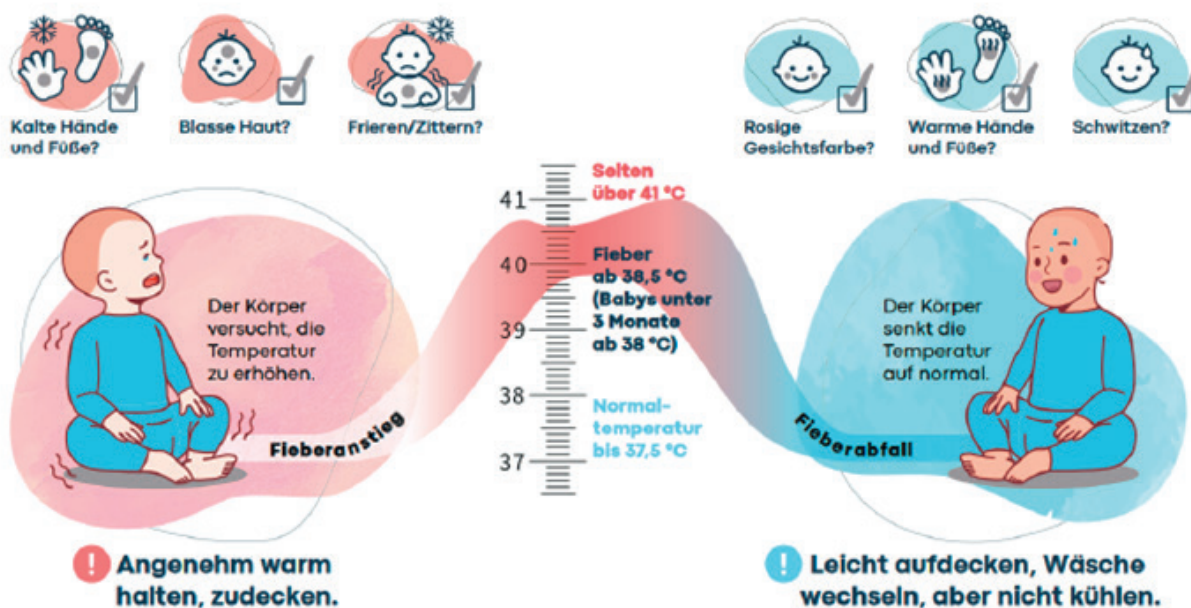 Kalte Hände
und Füße?
Blasse Haut?
Frieren/Zittern?
Rosige
Gesichtsfarbe?
Warme Hände
und Füße?
Schwitzen?
Der Körper
versucht, die
Temperatur
zu erhöhen.
Fieberanstieg
41
40
39
38
37
Selten
über 41 °C
Fieber
ab 38,5 °C
(Babys unter
3 Monate
ab 38 °C)
Normal-
temperatur
bis 37,5 °C
Der Körper
senkt die
Temperatur
auf normal.
Fieberabfall
! Angenehm warm
halten, zudecken.
! Leicht aufdecken, Wäsche
wechseln, aber nicht kühlen.